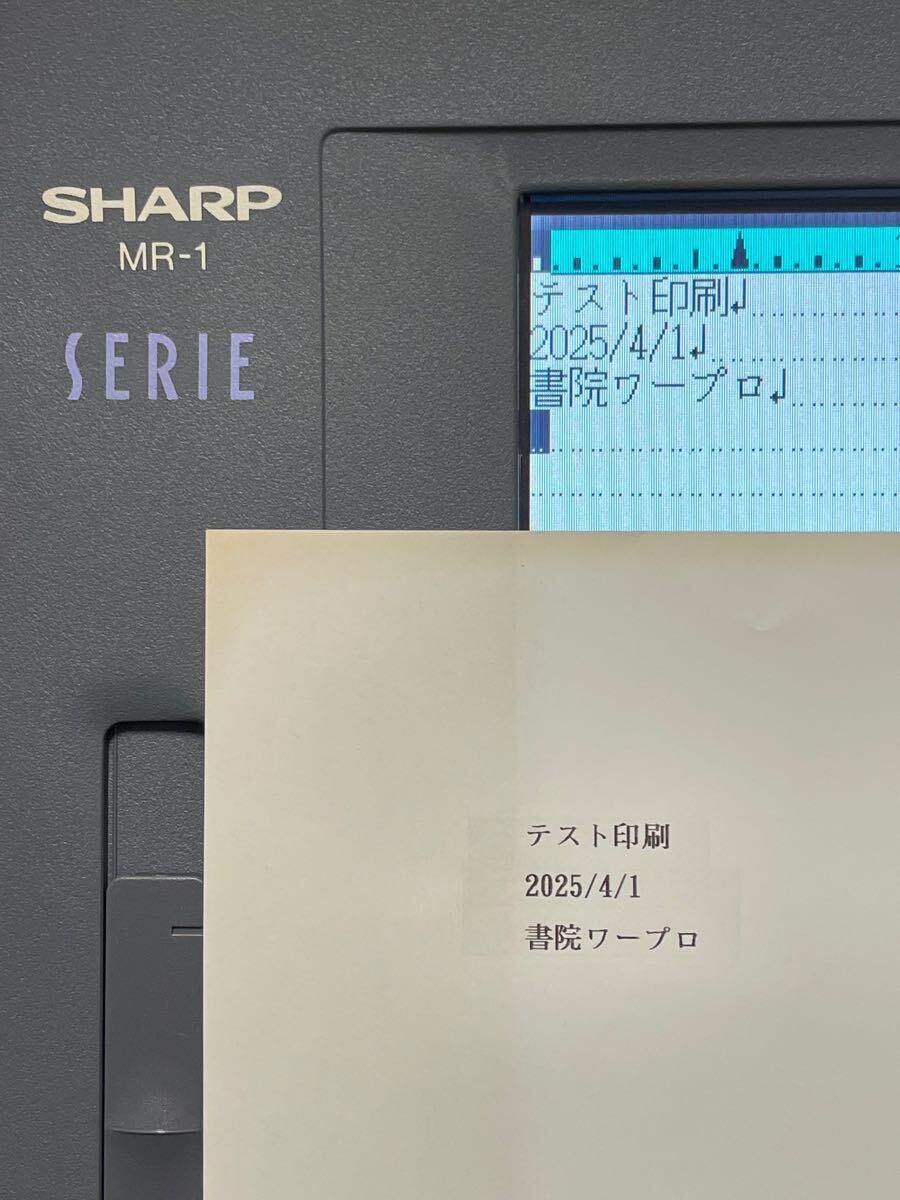 SHARP
MR-1
SERIE
テスト印刷↲
2025/4/1↲
書院ワープロ↲
テスト印刷
2025/4/1
書院ワープロ